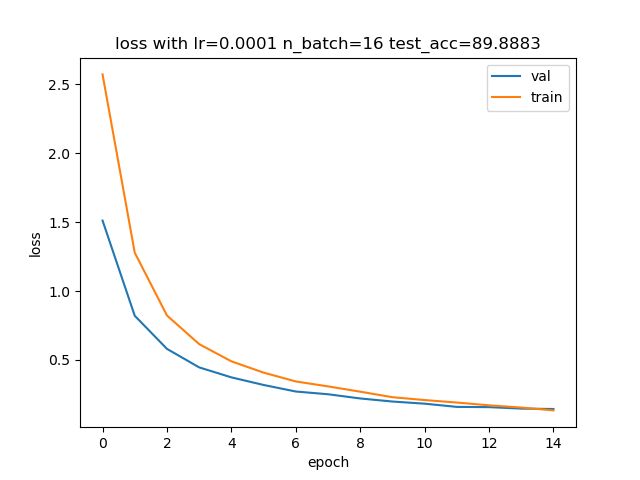 loss with lr=0.0001 n_batch=16 test_acc=89.8883
val
train
2.5
2.0
1.5
1.0
0.5
loss
0 2 4 6 8 10 12 14
epoch